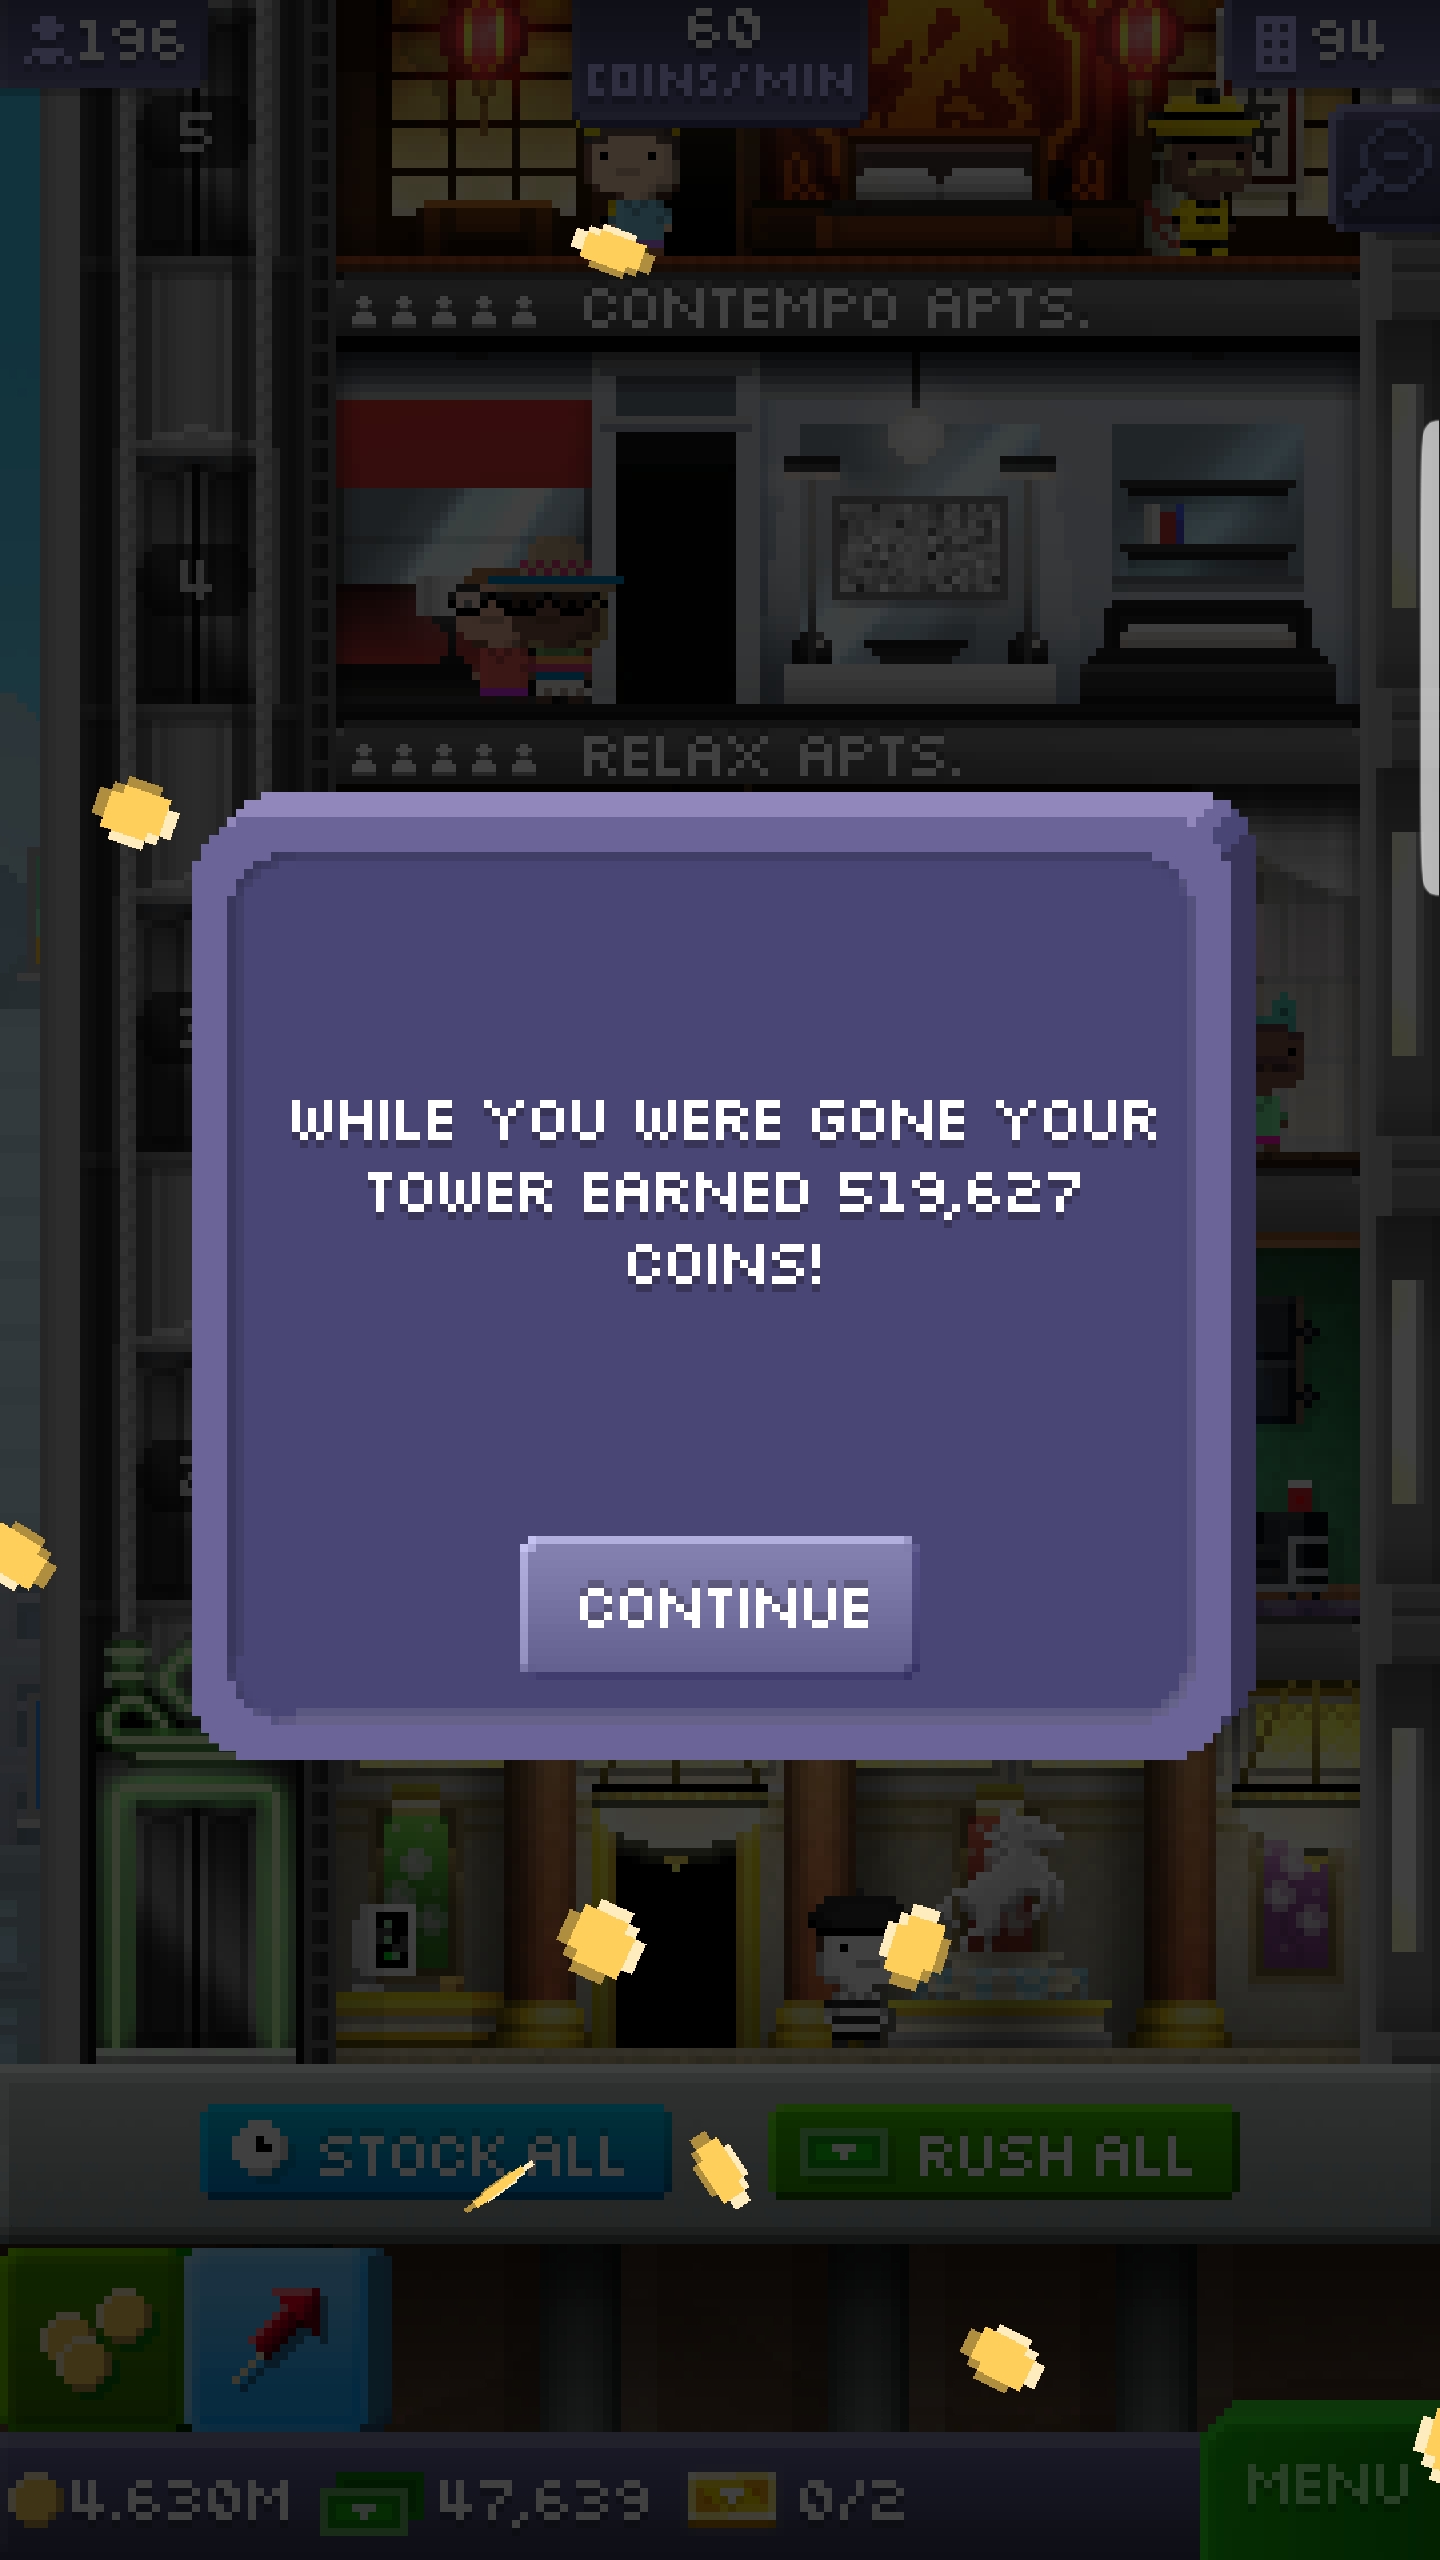 196
60
COINS/MIN
94
5
CONTEMPO APTS.
4
RELAX APTS.
WHILE YOU WERE GONE YOUR
TOWER EARNED 519,627
COINS!
CONTINUE
STOCK ALL
RUSH ALL
4.630M
47,639
0/2
MENU